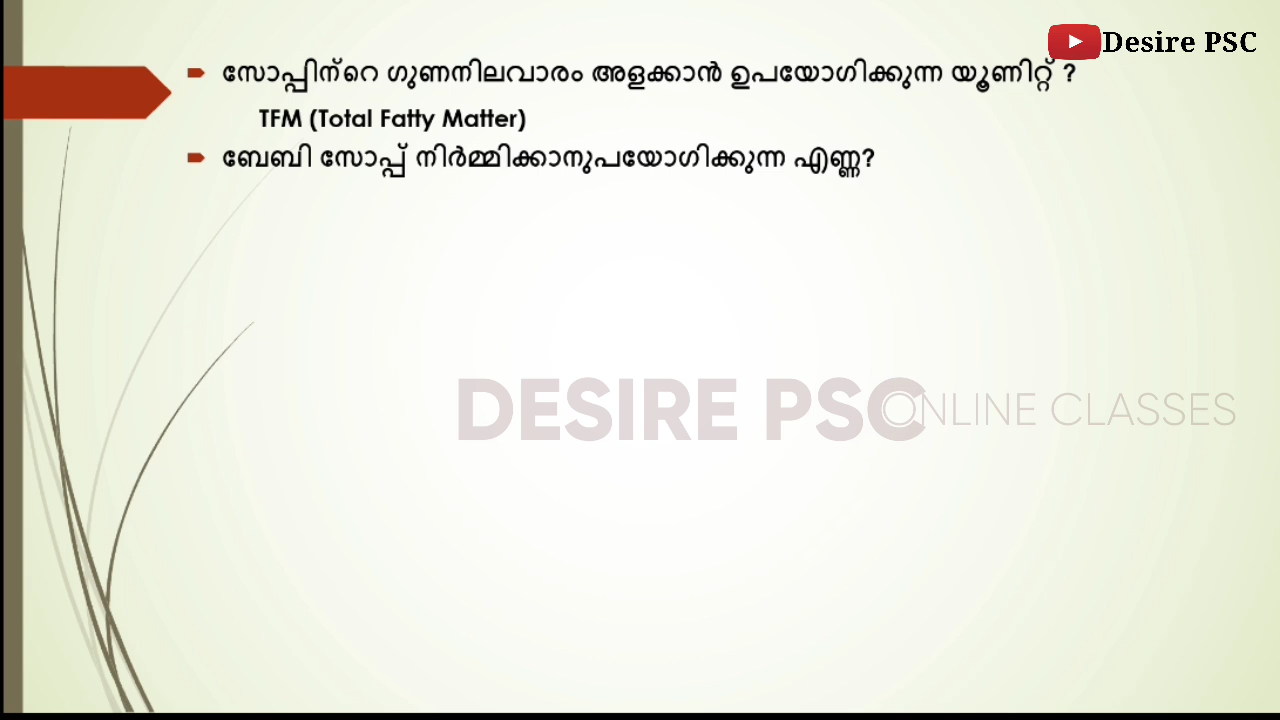 Desire PSC
സോപ്പിന്റെ ഗുണനിലവാരം അളക്കാൻ ഉപയോഗിക്കുന്ന യൂണിറ്റ് ?
TFM (Total Fatty Matter)
ബേബി സോപ്പ് നിർമ്മിക്കാനുപയോഗിക്കുന്ന എണ്ണ?
DESIRE PSC ONLINE CLASSES